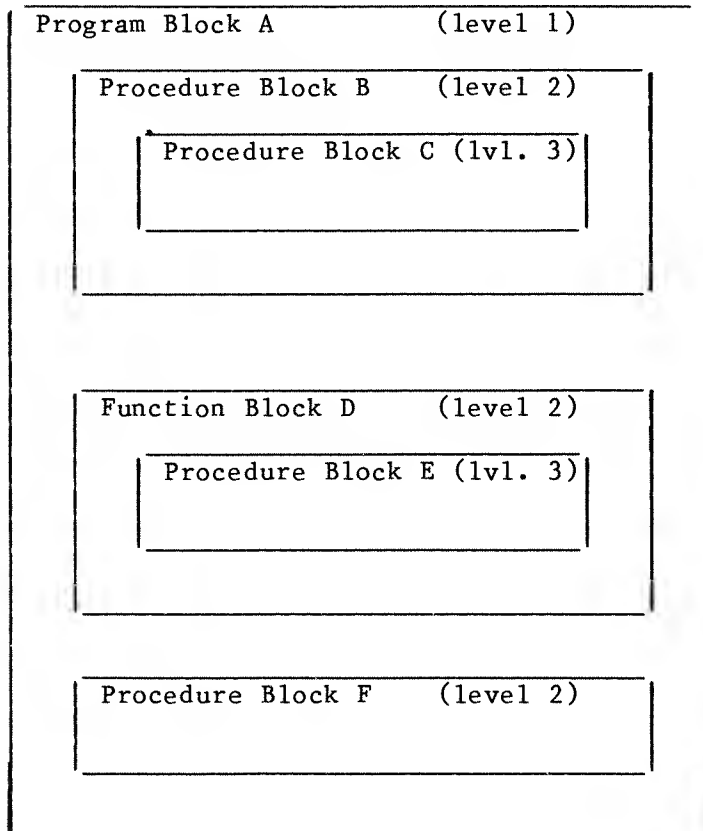 Program Block A (level 1)
Procedure Block B (level 2)
Procedure Block C (lvl. 3)
Function Block D (level 2)
Procedure Block E (lvl. 3)
Procedure Block F (level 2)